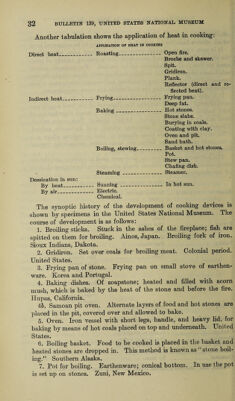 32 BULLETIN 139, UNITED STATES NATIONAL MUSEUM
Another tabulation shows the application of heat in cooking:
APPLICATION OF HEAT IN COOKING
Direct heat Roasting Open fire.
Broche and skewer.
Spit.
Gridiron.
Plank.
Reflector (direct and re-
flected heat).
Indirect heat Frying Frying pan.
Deep fat.
Baking Hot stones.
Stone slabs.
Burying in coals.
Coating with clay.
Oven and pit.
Sand bath.
Boiling, stewing Basket and hot stones.
Pot.
Stew pan.
Chafing dish.
Steaming Steamer.
Dessication in sun:
By heat Sunning In hot sun.
By air Electric.
Chemical.
The synoptic history of the development of cooking devices is
shown by specimens in the United States National Museum. The
course of development is as follows:
1. Broiling sticks. Stuck in the ashes of the fireplace; fish are
spitted on them for broiling. Ainos, Japan. Broiling fork of iron.
Sioux Indians, Dakota.
2. Gridiron. Set over coals for broiling meat. Colonial period.
United States.
3. Frying pan of stone. Frying pan on small stove of earthen-
ware. Korea and Portugal.
4. Baking dishes. Of soapstone; heated and filled with acorn
mush, which is baked by the heat of the stone and before the fire.
Hupas, California.
4b. Samoan pit oven. Alternate layers of food and hot stones are
placed in the pit, covered over and allowed to bake.
5. Oven. Iron vessel with short legs, handle, and heavy lid, for
baking by means of hot coals placed on top and underneath. United
States.
6. Boiling basket. Food to be cooked is placed in the basket and
heated stones are dropped in. This method is known as "stone boil-
ing." Southern Alaska.
7. Pot for boiling. Earthenware; conical bottom. In use the pot
is set up on stones. Zuni, New Mexico.